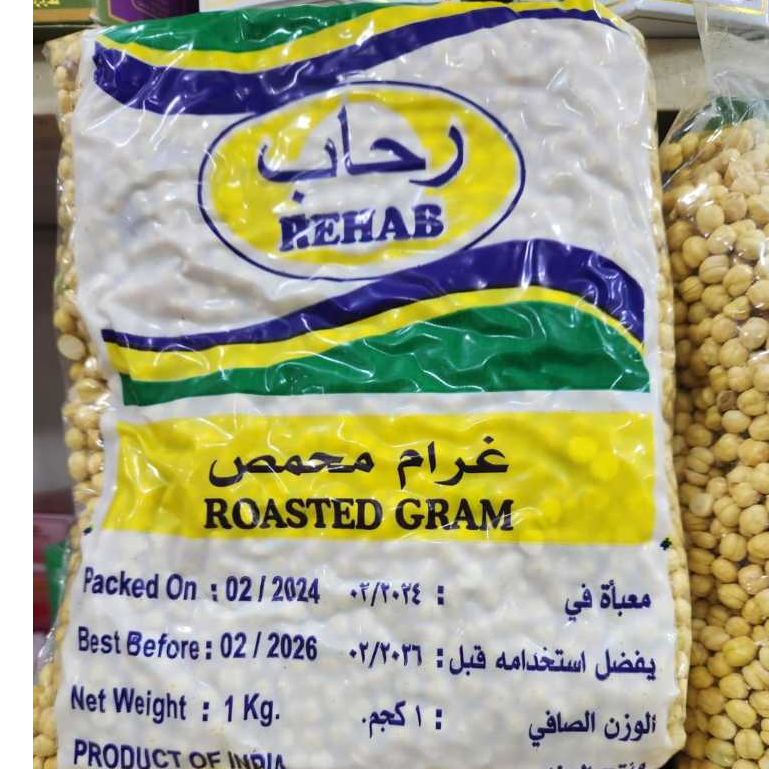 رحاب
REHAB
غرام محمص
ROASTED GRAM
Packed On : 02 / 2024 ٠٢/٢٠٢٤ : معبأة في
Best Before : 02 / 2026 ٠٢/٢٠٢٦ : يفضل استخدامه قبل
Net Weight : 1 Kg. ١ كجم. : الوزن الصافي
PRODUCT OF INDIA